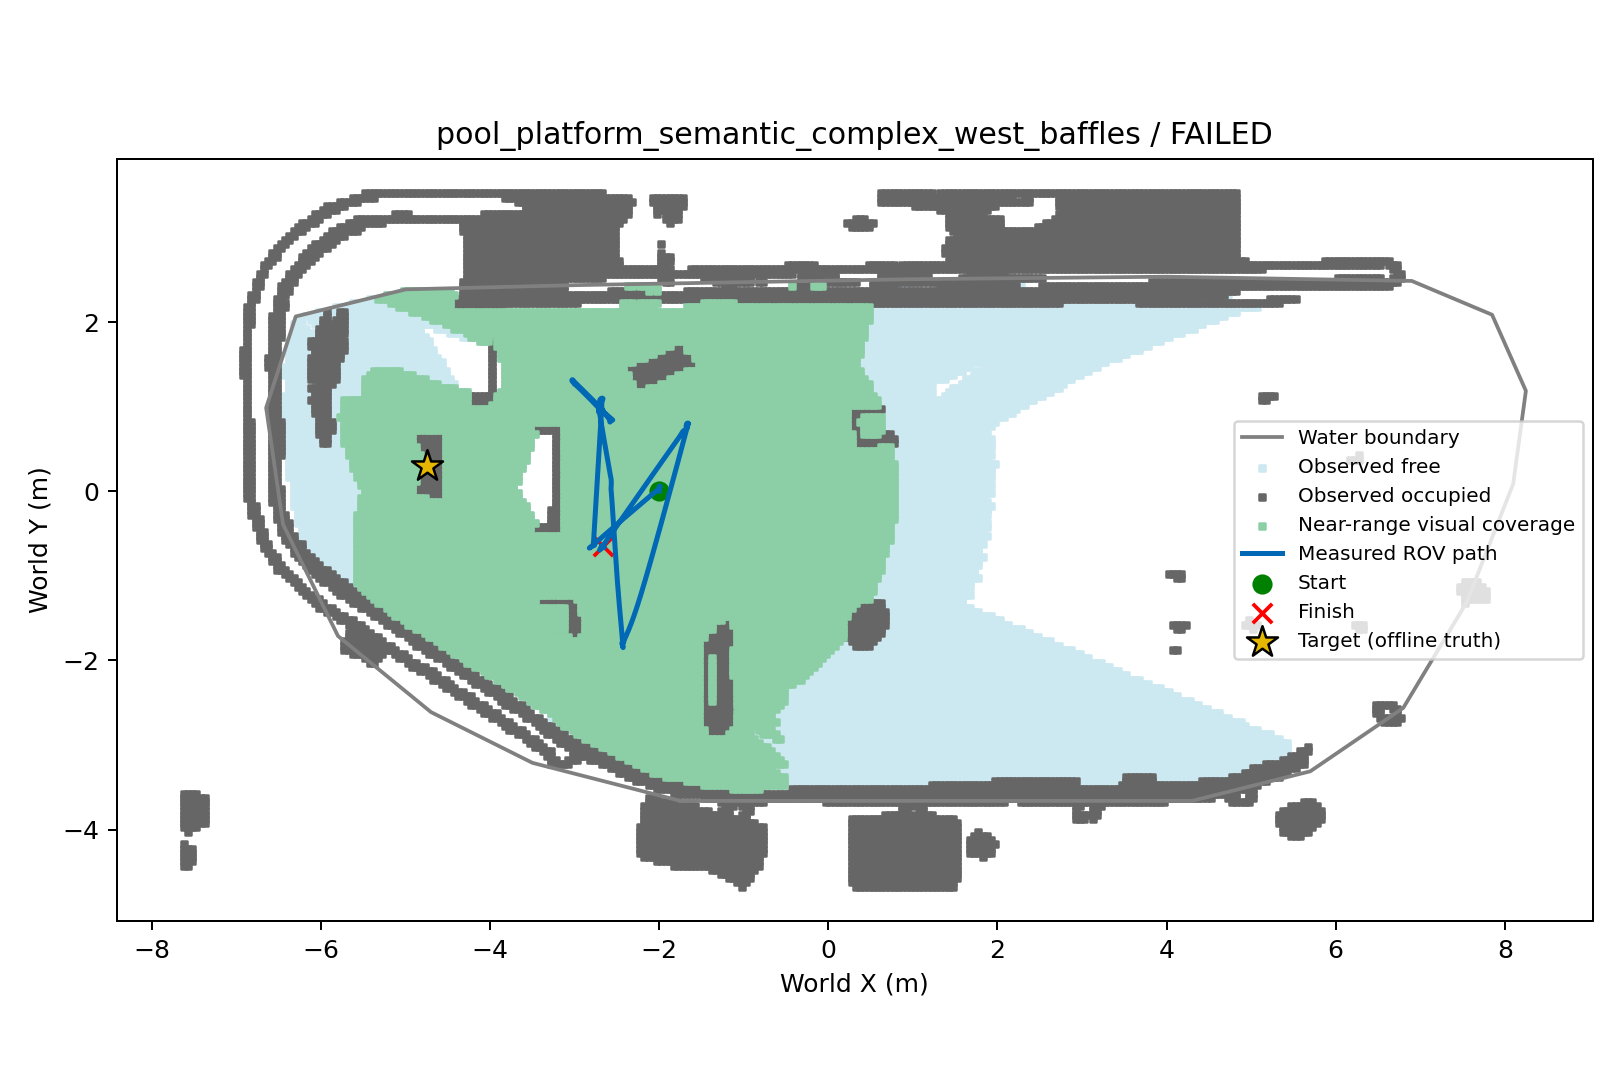 pool_platform_semantic_complex_west_baffles / FAILED
World Y (m)
2
0
−2
−4
−8
−6
−4
−2
0
2
4
6
8
World X (m)
Water boundary
Observed free
Observed occupied
Near-range visual coverage
Measured ROV path
Start
Finish
Target (offline truth)